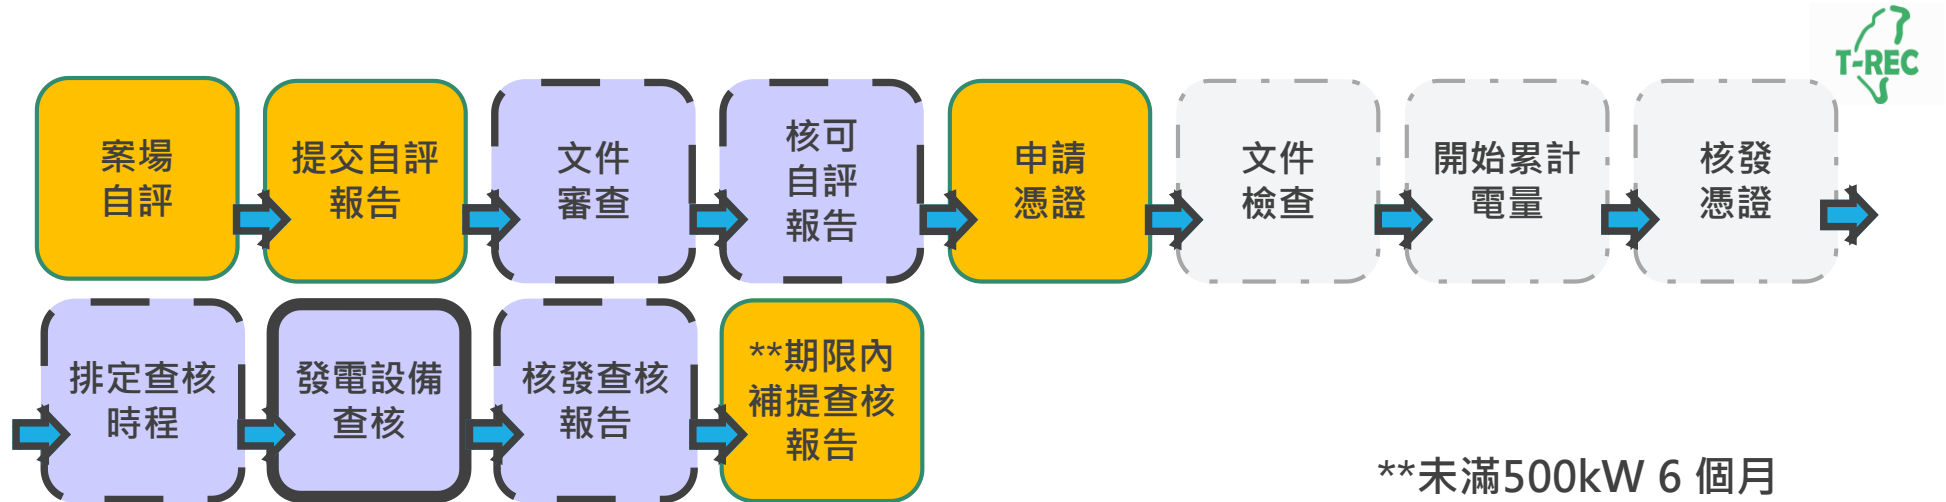 T-REC
案場
自評
提交自評
報告
文件
審查
核可
自評
報告
申請
憑證
文件
檢查
開始累計
電量
核發
憑證
排定查核
時程
發電設備
查核
核發查核
報告
**期限內
補提查核
報告
**未滿500kW 6 個月